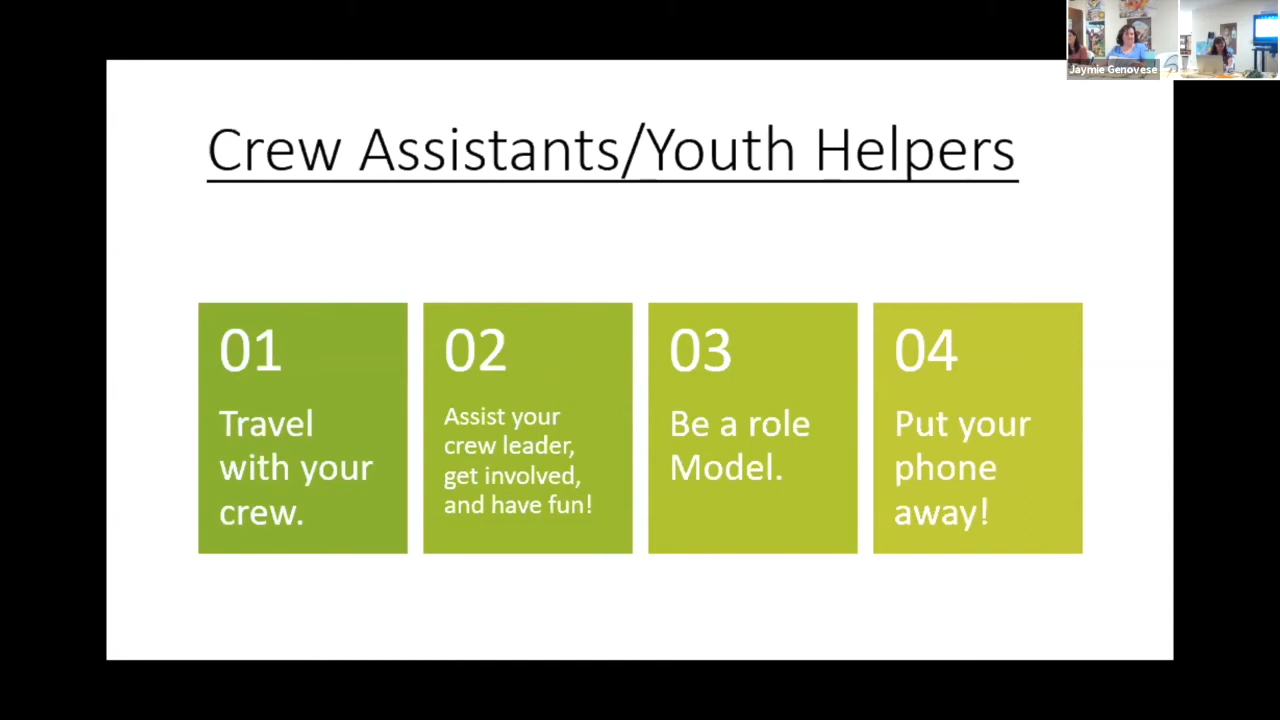 Jaymie Genovese
Crew Assistants/Youth Helpers
01
Travel
with your
crew.
02
Assist your
crew leader,
get involved,
and have fun!
03
Be a role
Model.
04
Put your
phone
away!